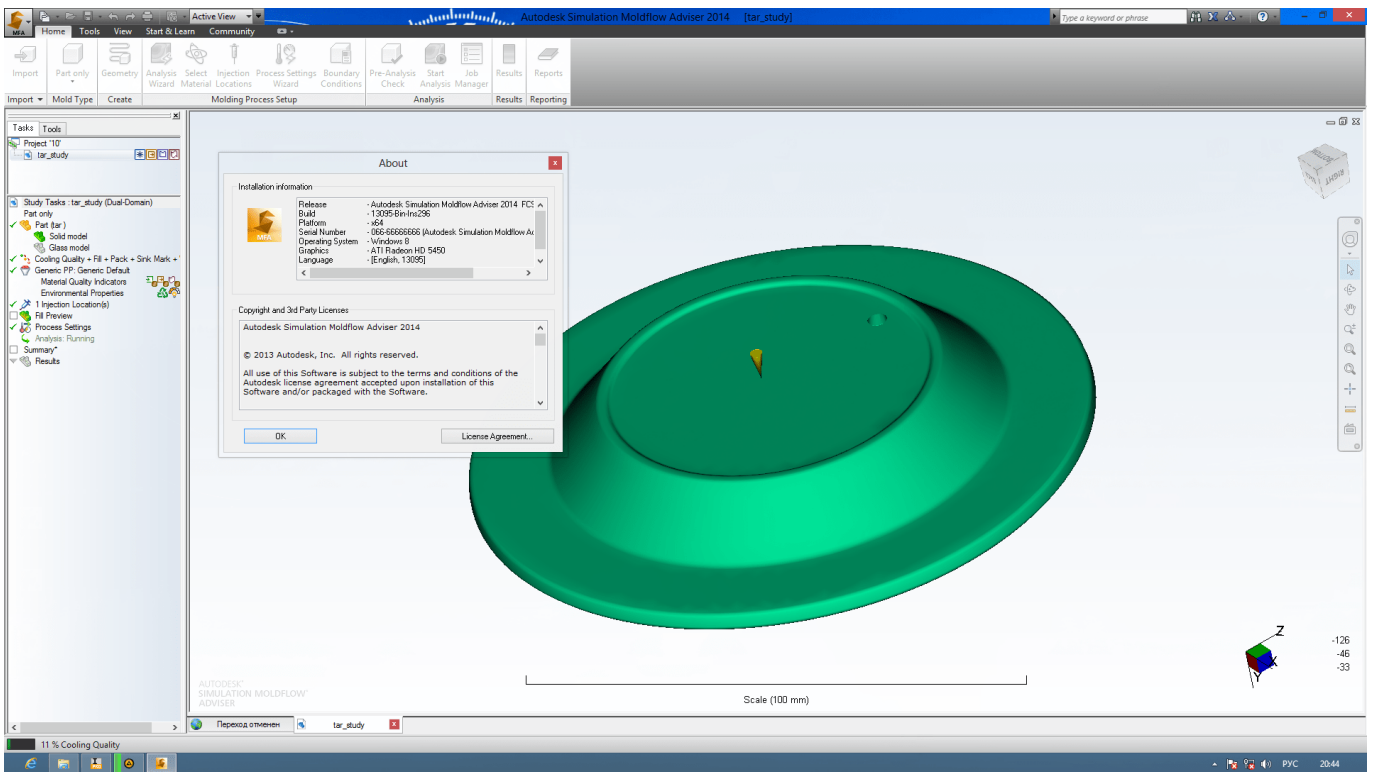 Active View
Autodesk Simulation Moldflow Adviser 2014 [tar_study]
Type a keyword or phrase
MFA
Home Tools View Start & Learn Community
Import
Part only
Geometry
Analysis Wizard
Select Material
Injection Locations
Process Settings Wizard
Boundary Conditions
Pre-Analysis Check
Start Analysis
Job Manager
Results
Reports
Import Mold Type Create Molding Process Setup Analysis Results Reporting
Tasks Tools
Project '10'
tar_study
Study Tasks : tar_study (Dual-Domain)
Part only
Part (tar )
Solid model
Glass model
Cooling Quality + Fill + Pack + Sink Mark +
Generic PP: Generic Default
Material Quality Indicators
Environmental Properties
1 Injection Location(s)
Fill Preview
Process Settings
Analysis: Running
Summary*
Results
About
Installation information
MFA
Release - Autodesk Simulation Moldflow Adviser 2014 FCS
Build - 13095-Bin-Ins296
Platform - x64
Serial Number - 066-66666666 (Autodesk Simulation Moldflow Ad
Operating System - Windows 8
Graphics - ATI Radeon HD 5450
Language - [English, 13095]
Copyright and 3rd Party Licenses
Autodesk Simulation Moldflow Adviser 2014
© 2013 Autodesk, Inc. All rights reserved.
All use of this Software is subject to the terms and conditions of the
Autodesk license agreement accepted upon installation of this
Software and/or packaged with the Software.
OK
License Agreement...
RIGHT
Z
X
Y
-126
-46
-33
AUTODESK®
SIMULATION MOLDFLOW®
ADVISER
Scale (100 mm)
Переход отменен
tar_study
11 % Cooling Quality
РУС
20:44